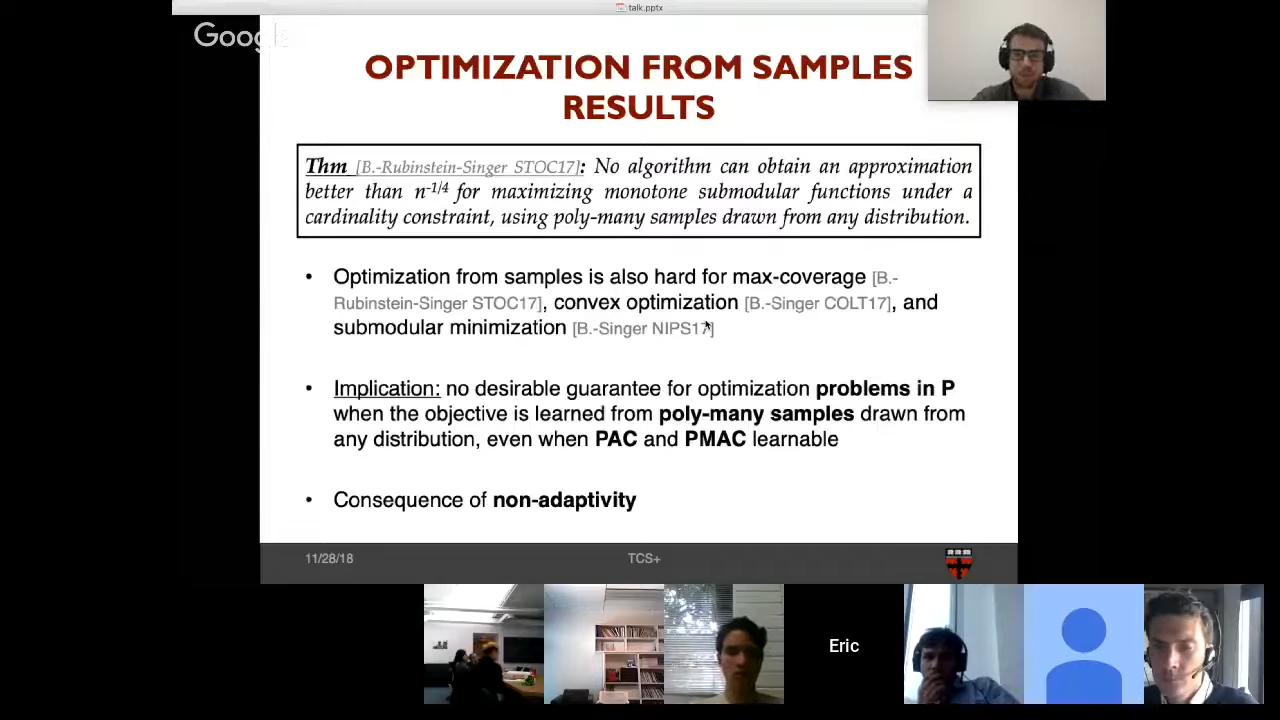 talk.pptx
Goog
OPTIMIZATION FROM SAMPLES
RESULTS
Thm [B.-Rubinstein-Singer STOC17]: No algorithm can obtain an approximation
better than n^-1/4 for maximizing monotone submodular functions under a
cardinality constraint, using poly-many samples drawn from any distribution.
• Optimization from samples is also hard for max-coverage [B.-
Rubinstein-Singer STOC17], convex optimization [B.-Singer COLT17], and
submodular minimization [B.-Singer NIPS17]
• Implication: no desirable guarantee for optimization problems in P
when the objective is learned from poly-many samples drawn from
any distribution, even when PAC and PMAC learnable
• Consequence of non-adaptivity
11/28/18
TCS+
Eric